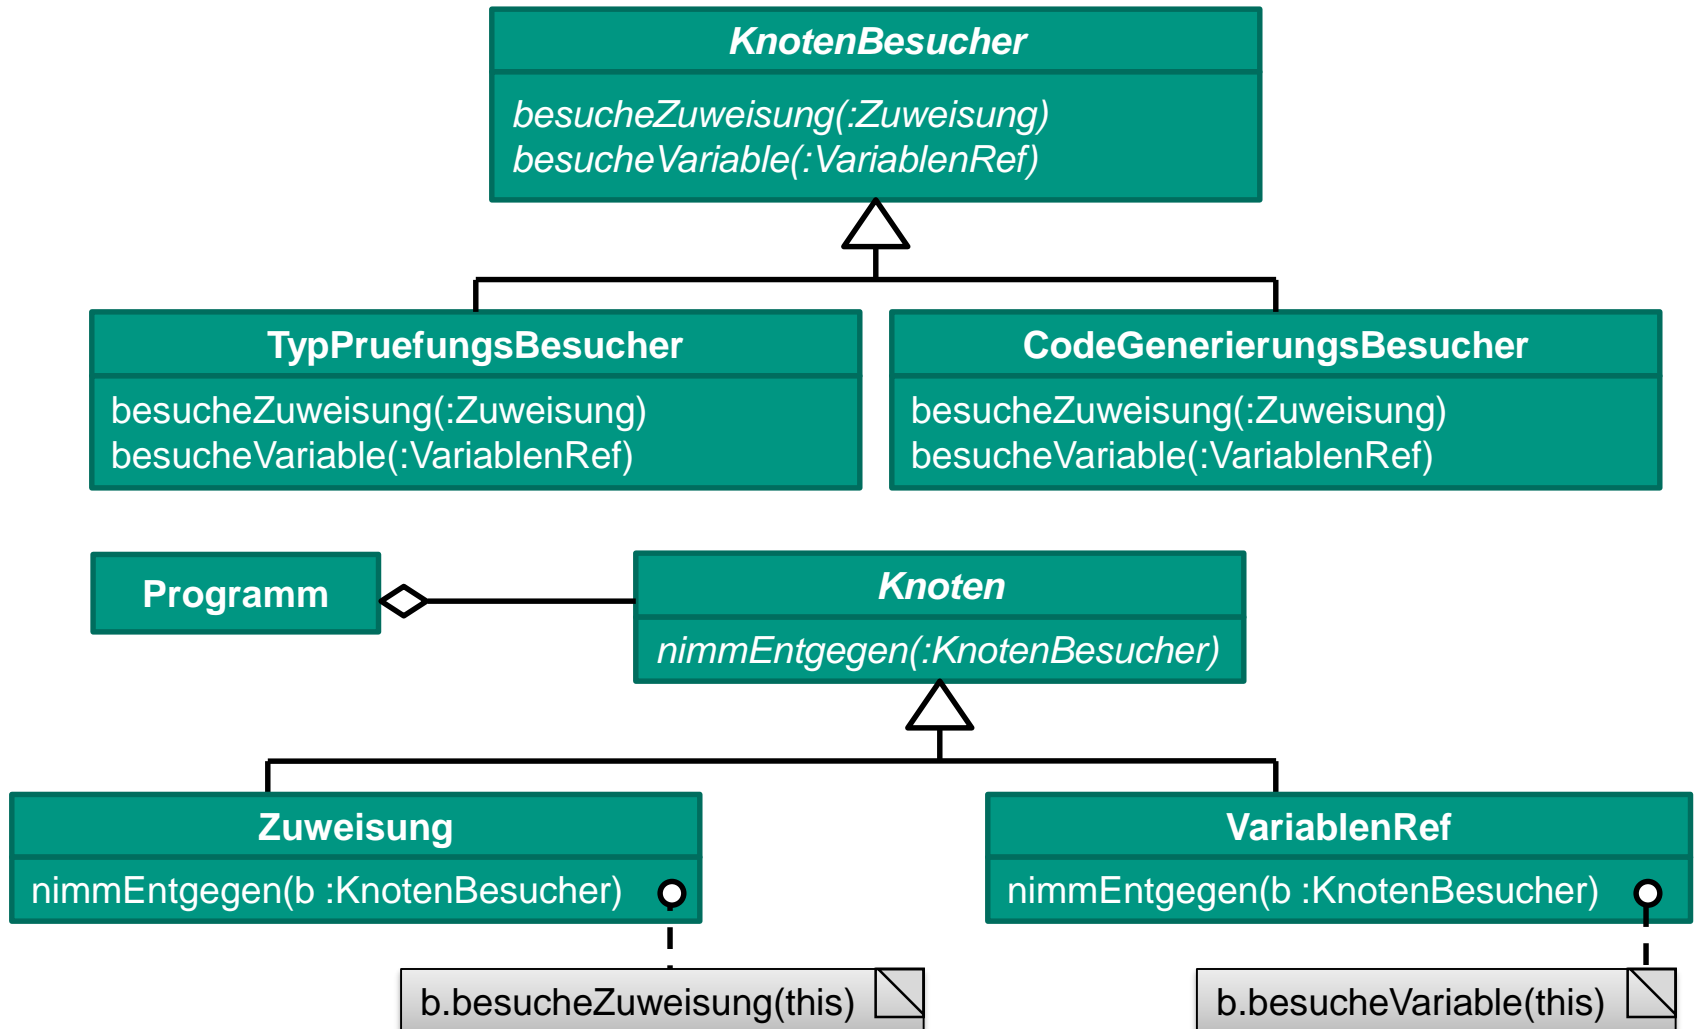 KnotenBesucher
besucheZuweisung(:Zuweisung)
besucheVariable(:VariablenRef)
TypPruefungsBesucher
besucheZuweisung(:Zuweisung)
besucheVariable(:VariablenRef)
CodeGenerierungsBesucher
besucheZuweisung(:Zuweisung)
besucheVariable(:VariablenRef)
Programm
Knoten
nimmEntgegen(:KnotenBesucher)
Zuweisung
nimmEntgegen(b :KnotenBesucher)
VariablenRef
nimmEntgegen(b :KnotenBesucher)
b.besucheZuweisung(this)
b.besucheVariable(this)